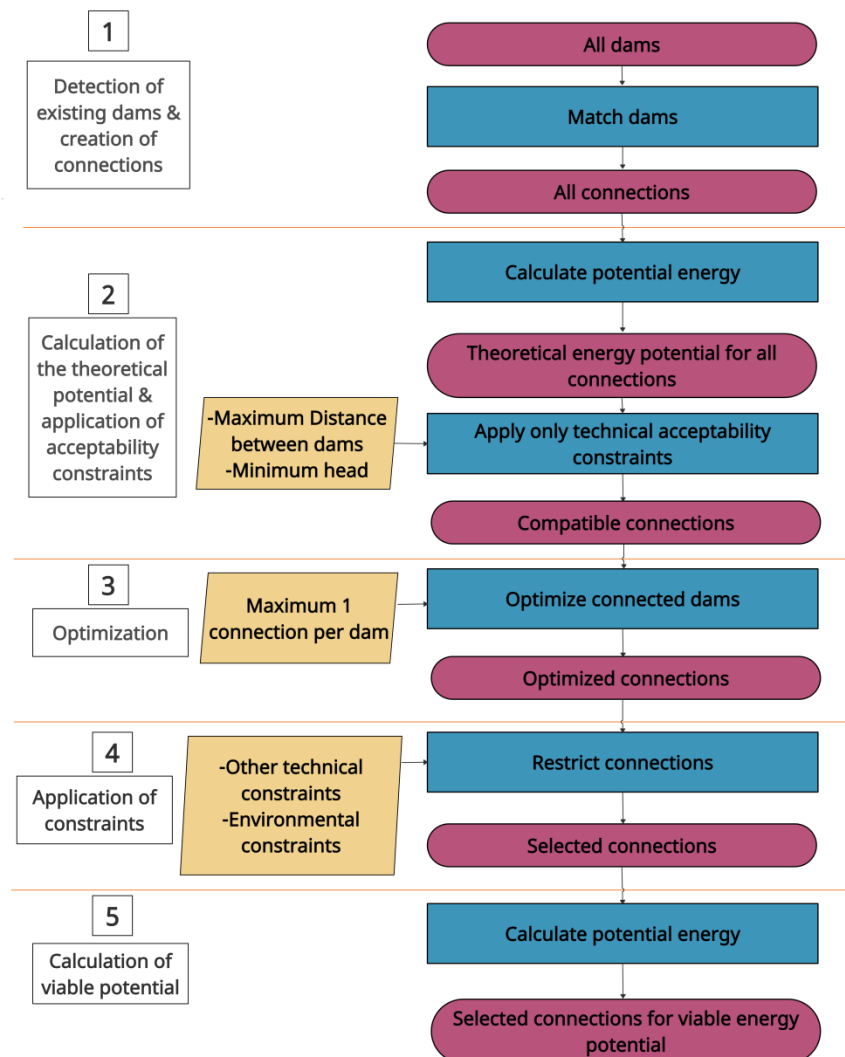 1
Detection of
existing dams &
creation of
connections
All dams
Match dams
All connections
2
Calculation of
the theoretical
potential &
application of
acceptability
constraints
Calculate potential energy
Theoretical energy potential for all
connections
-Maximum Distance
between dams
-Minimum head
Apply only technical acceptability
constraints
Compatible connections
3
Optimization
Maximum 1
connection per dam
Optimize connected dams
Optimized connections
4
Application of
constraints
-Other technical
constraints
-Environmental
constraints
Restrict connections
Selected connections
5
Calculation of
viable potential
Calculate potential energy
Selected connections for viable energy
potential